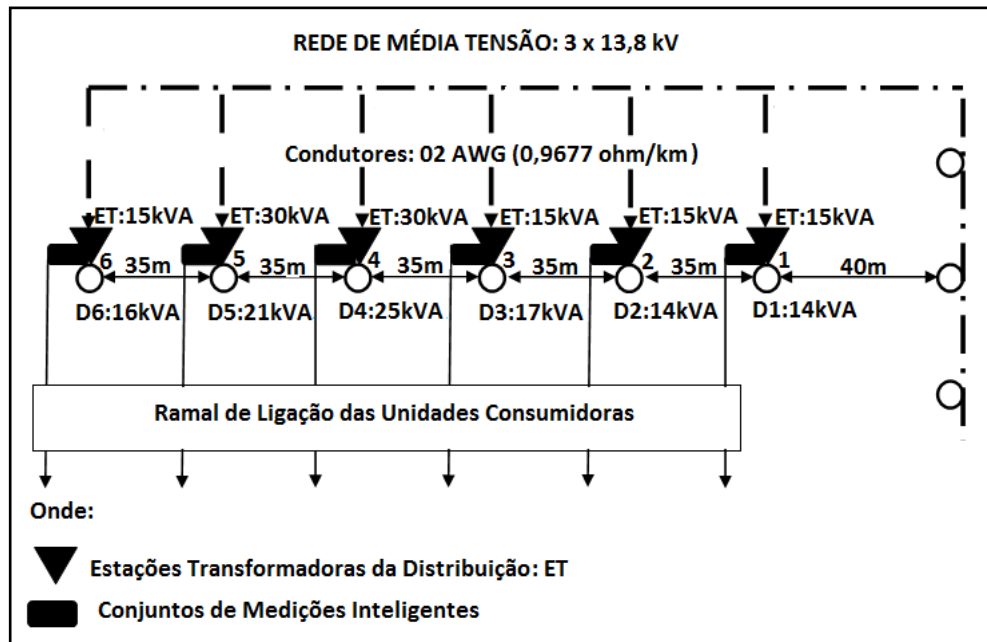 REDE DE MÉDIA TENSÃO: 3 x 13,8 kV
Condutores: 02 AWG (0,9677 ohm/km)
ET:15kVA ET:30kVA ET:30kVA ET:15kVA ET:15kVA ET:15kVA
6 5 4 3 2 1
35m 35m 35m 35m 35m 40m
D6:16kVA D5:21kVA D4:25kVA D3:17kVA D2:14kVA D1:14kVA
Ramal de Ligação das Unidades Consumidoras
Onde:
Estações Transformadoras da Distribuição: ET
Conjuntos de Medições Inteligentes